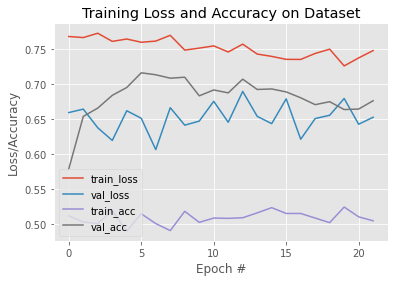 Training Loss and Accuracy on Dataset
Loss/Accuracy
0.75
0.70
0.65
0.60
0.55
0.50
train_loss
val_loss
train_acc
val_acc
0
5
10
15
20
Epoch #